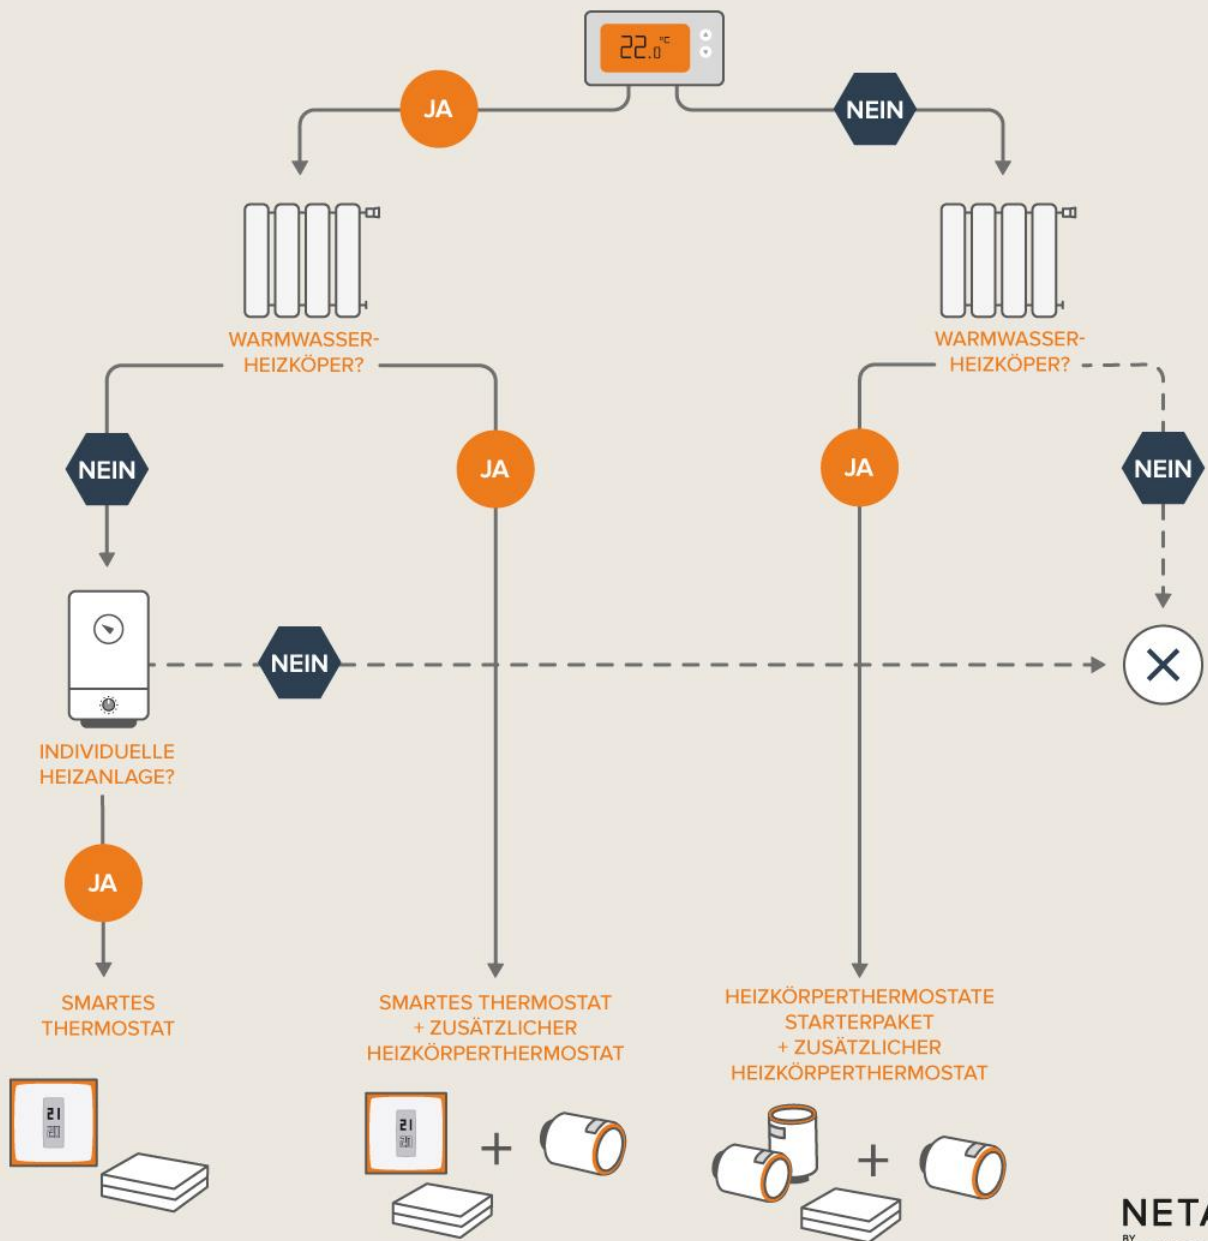 22.0°C
JA
NEIN
WARMWASSER-
HEIZKÖPER?
WARMWASSER-
HEIZKÖPER?
NEIN
JA
JA
NEIN
NEIN
INDIVIDUELLE
HEIZANLAGE?
JA
SMARTES
THERMOSTAT
SMARTES THERMOSTAT
+ ZUSÄTZLICHER
HEIZKÖRPERTHERMOSTAT
HEIZKÖRPERTHERMOSTATE
STARTERPAKET
+ ZUSÄTZLICHER
HEIZKÖRPERTHERMOSTAT
21
21
+
+
BY